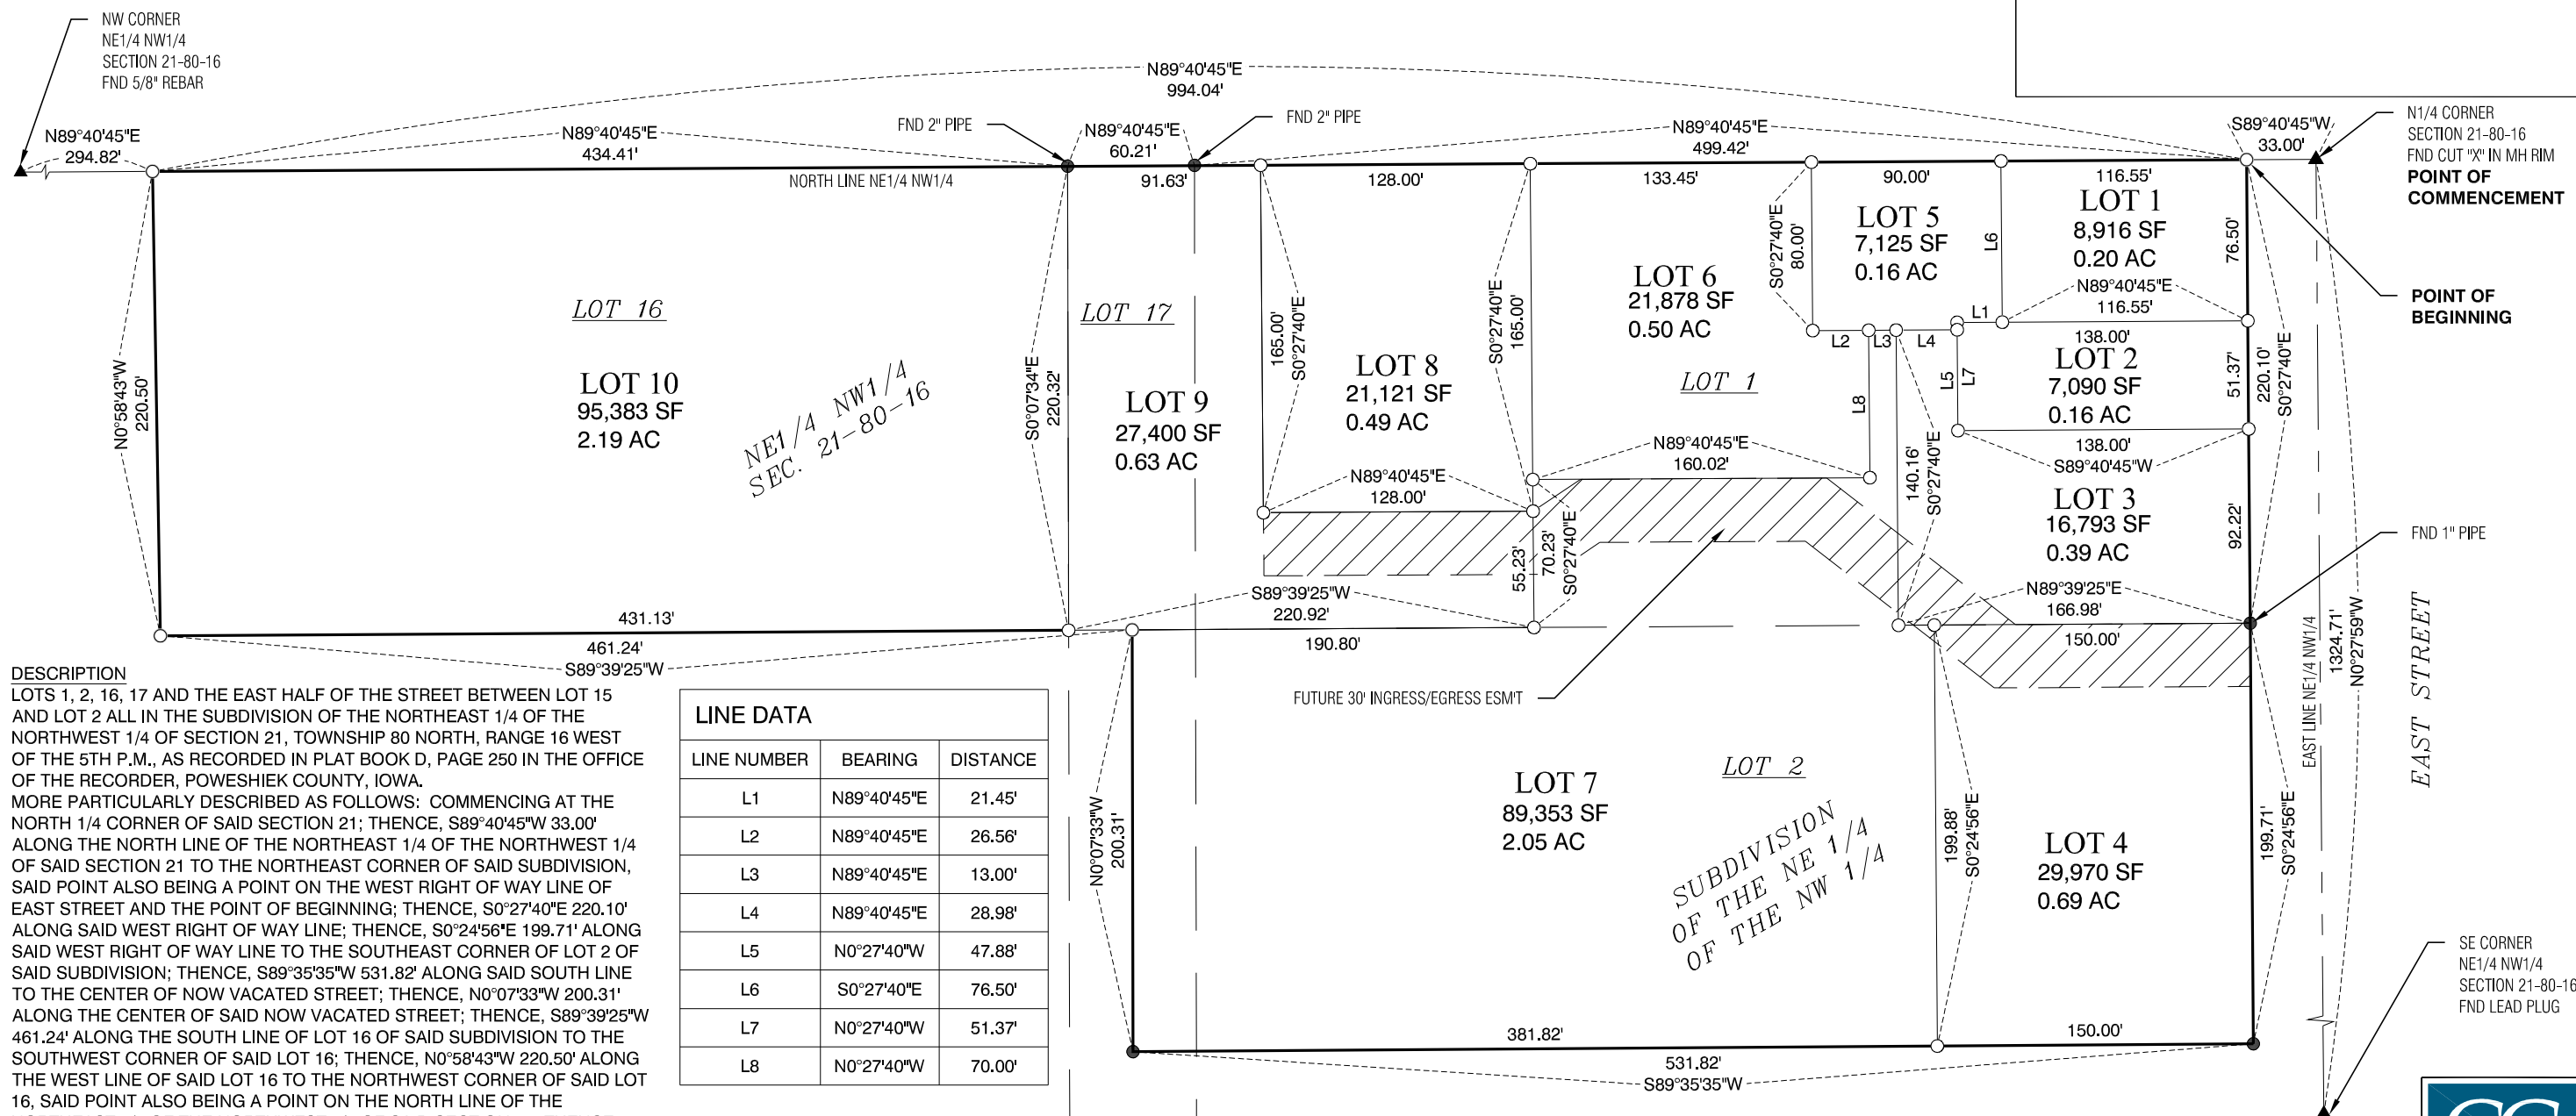 NW CORNER
NE1/4 NW1/4
SECTION 21-80-16
FND 5/8" REBAR
N89°40'45"E
994.04'
N89°40'45"E
294.82'
N89°40'45"E
434.41'
FND 2" PIPE
N89°40'45"E
60.21'
FND 2" PIPE
N89°40'45"E
499.42'
S89°40'45"W
33.00'
N1/4 CORNER
SECTION 21-80-16
FND CUT "X" IN MH RIM
POINT OF
COMMENCEMENT
POINT OF
BEGINNING
NORTH LINE NE1/4 NW1/4
91.63'
128.00'
133.45'
90.00'
116.55'
LOT 1
8,916 SF
0.20 AC
N89°40'45"E
116.55'
76.50'
L6
LOT 5
7,125 SF
0.16 AC
S0°27'40"E
80.00'
LOT 6
21,878 SF
0.50 AC
LOT 1
L1
L2
L3
L4
L5
L7
L8
138.00'
LOT 2
7,090 SF
0.16 AC
51.37'
220.10'
S0°27'40"E
138.00'
S89°40'45"W
LOT 3
16,793 SF
0.39 AC
92.22'
N89°39'25"E
166.98'
150.00'
140.16'
S0°27'40"E
N89°40'45"E
160.02'
S0°27'40"E
165.00'
165.00'
S0°27'40"E
LOT 8
21,121 SF
0.49 AC
N89°40'45"E
128.00'
55.23'
70.23'
S0°27'40"E
LOT 17
LOT 9
27,400 SF
0.63 AC
S0°07'34"E
220.32'
LOT 16
LOT 10
95,383 SF
2.19 AC
NE1/4 NW1/4
SEC. 21-80-16
N0°58'43"W
220.50'
431.13'
461.24'
S89°39'25"W
S89°39'25"W
220.92'
190.80'
FUTURE 30' INGRESS/EGRESS ESM'T
FND 1" PIPE
EAST LINE NE1/4 NW1/4
1324.71'
N0°27'59"W
EAST STREET
LOT 2
LOT 7
89,353 SF
2.05 AC
N0°07'33"W
200.31'
SUBDIVISION
OF THE NE 1/4
OF THE NW 1/4
199.88'
S0°24'56"E
LOT 4
29,970 SF
0.69 AC
199.71'
S0°24'56"E
381.82'
150.00'
531.82'
S89°35'35"W
SE CORNER
NE1/4 NW1/4
SECTION 21-80-16
FND LEAD PLUG
DESCRIPTION
LOTS 1, 2, 16, 17 AND THE EAST HALF OF THE STREET BETWEEN LOT 15
AND LOT 2 ALL IN THE SUBDIVISION OF THE NORTHEAST 1/4 OF THE
NORTHWEST 1/4 OF SECTION 21, TOWNSHIP 80 NORTH, RANGE 16 WEST
OF THE 5TH P.M., AS RECORDED IN PLAT BOOK D, PAGE 250 IN THE OFFICE
OF THE RECORDER, POWESHIEK COUNTY, IOWA.
MORE PARTICULARLY DESCRIBED AS FOLLOWS: COMMENCING AT THE
NORTH 1/4 CORNER OF SAID SECTION 21; THENCE, S89°40'45"W 33.00'
ALONG THE NORTH LINE OF THE NORTHEAST 1/4 OF THE NORTHWEST 1/4
OF SAID SECTION 21 TO THE NORTHEAST CORNER OF SAID SUBDIVISION,
SAID POINT ALSO BEING A POINT ON THE WEST RIGHT OF WAY LINE OF
EAST STREET AND THE POINT OF BEGINNING; THENCE, S0°27'40"E 220.10'
ALONG SAID WEST RIGHT OF WAY LINE; THENCE, S0°24'56"E 199.71' ALONG
SAID WEST RIGHT OF WAY LINE TO THE SOUTHEAST CORNER OF LOT 2 OF
SAID SUBDIVISION; THENCE, S89°35'35"W 531.82' ALONG SAID SOUTH LINE
TO THE CENTER OF NOW VACATED STREET; THENCE, N0°07'33"W 200.31'
ALONG THE CENTER OF SAID NOW VACATED STREET; THENCE, S89°39'25"W
461.24' ALONG THE SOUTH LINE OF LOT 16 OF SAID SUBDIVISION TO THE
SOUTHWEST CORNER OF SAID LOT 16; THENCE, N0°58'43"W 220.50' ALONG
THE WEST LINE OF SAID LOT 16 TO THE NORTHWEST CORNER OF SAID LOT
16, SAID POINT ALSO BEING A POINT ON THE NORTH LINE OF THE
LINE DATA
LINE NUMBER BEARING DISTANCE
L1 N89°40'45"E 21.45'
L2 N89°40'45"E 26.56'
L3 N89°40'45"E 13.00'
L4 N89°40'45"E 28.98'
L5 N0°27'40"W 47.88'
L6 S0°27'40"E 76.50'
L7 N0°27'40"W 51.37'
L8 N0°27'40"W 70.00'